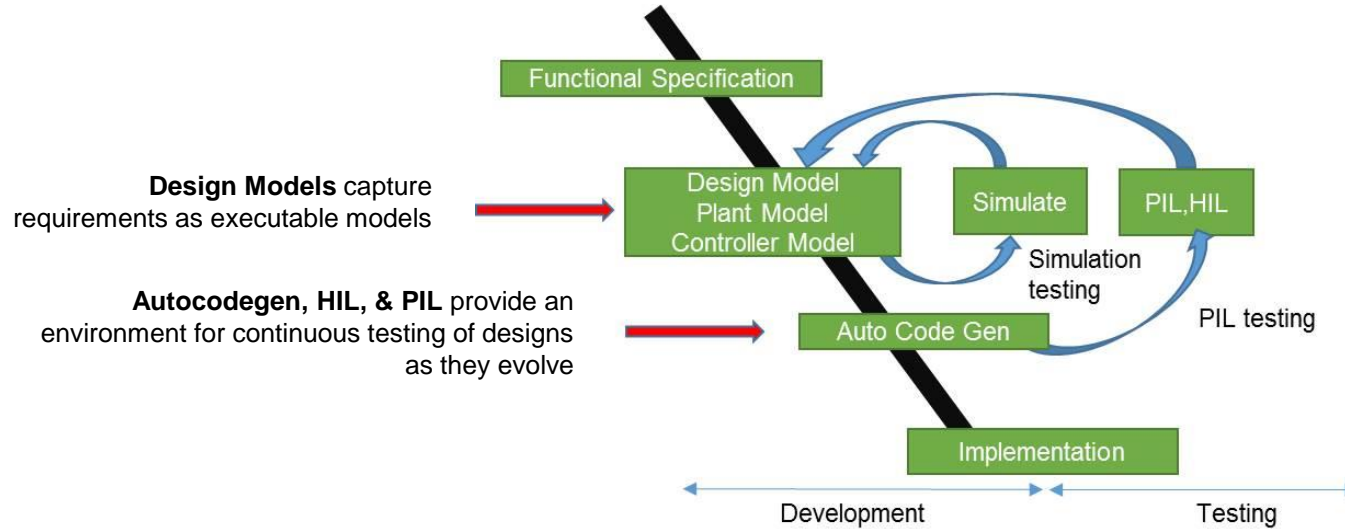 Functional Specification
Design Models capture
requirements as executable models
Design Model
Plant Model
Controller Model
Simulate
PIL,HIL
Simulation
testing
PIL testing
Autocodegen, HIL, & PIL provide an
environment for continuous testing of designs
as they evolve
Auto Code Gen
Implementation
Development
Testing